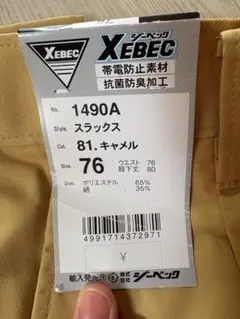 XEBEC
XEBEC
ジーベック
帯電防止素材
抗菌防臭加工
No. 1490A
Style. スラックス
Col. 81.キャメル
Size. 76 ウエスト 76
股下丈 80
ポリエステル 65%
綿 35%
4991714372971
¥
輸入発売元 株式会社 ジーベック